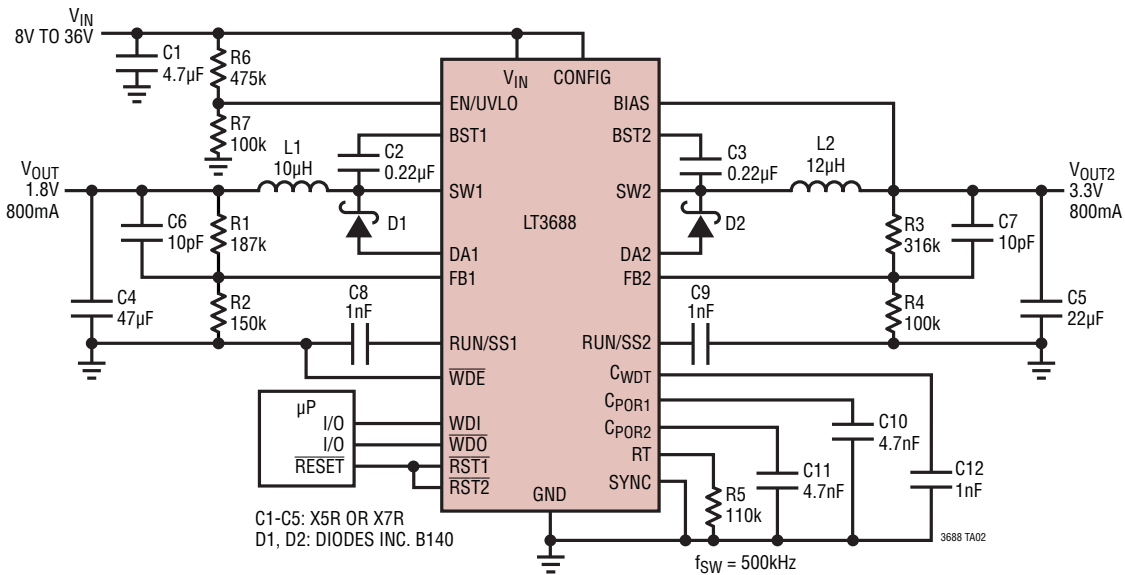 VIN
8V TO 36V
C1
4.7µF
R6
475k
R7
100k
VIN
CONFIG
EN/UVLO
BIAS
BST1
BST2
L1
10µH
C2
0.22µF
C3
0.22µF
L2
12µH
VOUT
1.8V
800mA
SW1
SW2
VOUT2
3.3V
800mA
LT3688
C6
10pF
R1
187k
D1
D2
R3
316k
C7
10pF
DA1
DA2
FB1
FB2
C4
47µF
R2
150k
C8
1nF
C9
1nF
R4
100k
C5
22µF
RUN/SS1
RUN/SS2
WDE
CWDT
µP
I/O
I/O
RESET
WDI
WDO
RST1
RST2
CPOR1
CPOR2
RT
SYNC
GND
C10
4.7nF
C11
4.7nF
C12
1nF
R5
110k
C1-C5: X5R OR X7R
D1, D2: DIODES INC. B140
fSW = 500kHz
3688 TA02